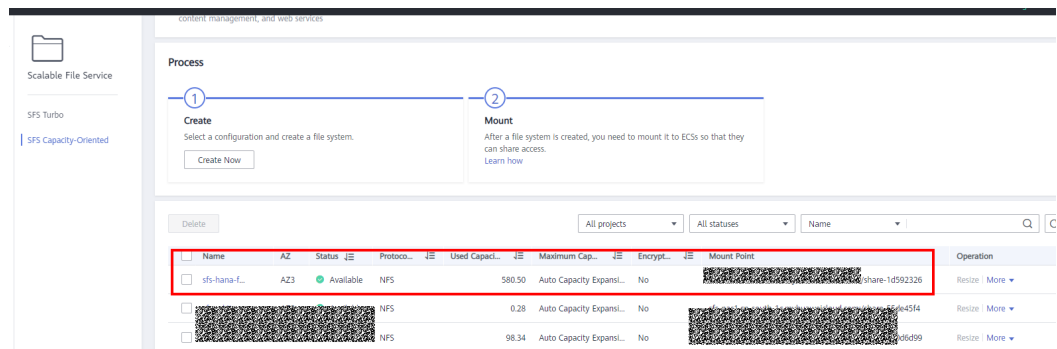 content management, and web services
Scalable File Service
SFS Turbo
SFS Capacity-Oriented
Process
1
Create
Select a configuration and create a file system.
Create Now
2
Mount
After a file system is created, you need to mount it to ECSs so that they
can share access.
Learn how
Delete
All projects
All statuses
Name
Name AZ Status Protoco... Used Capaci... Maximum Cap... Encrypt... Mount Point Operation
sfs-hana-f... AZ3 Available NFS 580.50 Auto Capacity Expansi... No /share-1d592326 Resize More
NFS 0.28 Auto Capacity Expansi... No Resize More
NFS 98.34 Auto Capacity Expansi... No Resize More